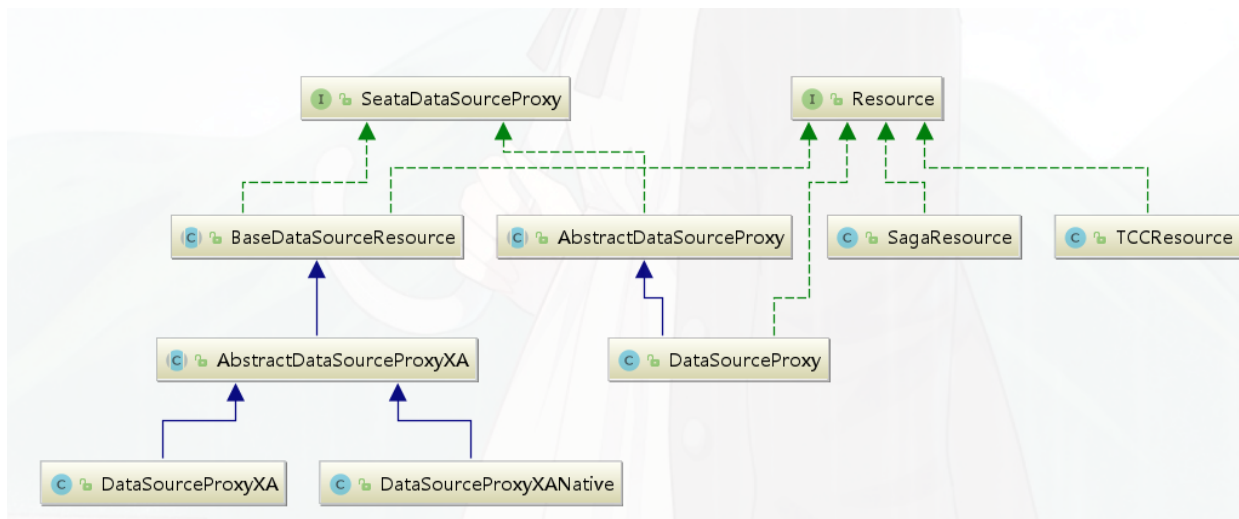 I SeataDataSourceProxy
I Resource
C BaseDataSourceResource
C AbstractDataSourceProxy
C SagaResource
C TCCResource
C AbstractDataSourceProxyXA
C DataSourceProxy
C DataSourceProxyXA
C DataSourceProxyXANative